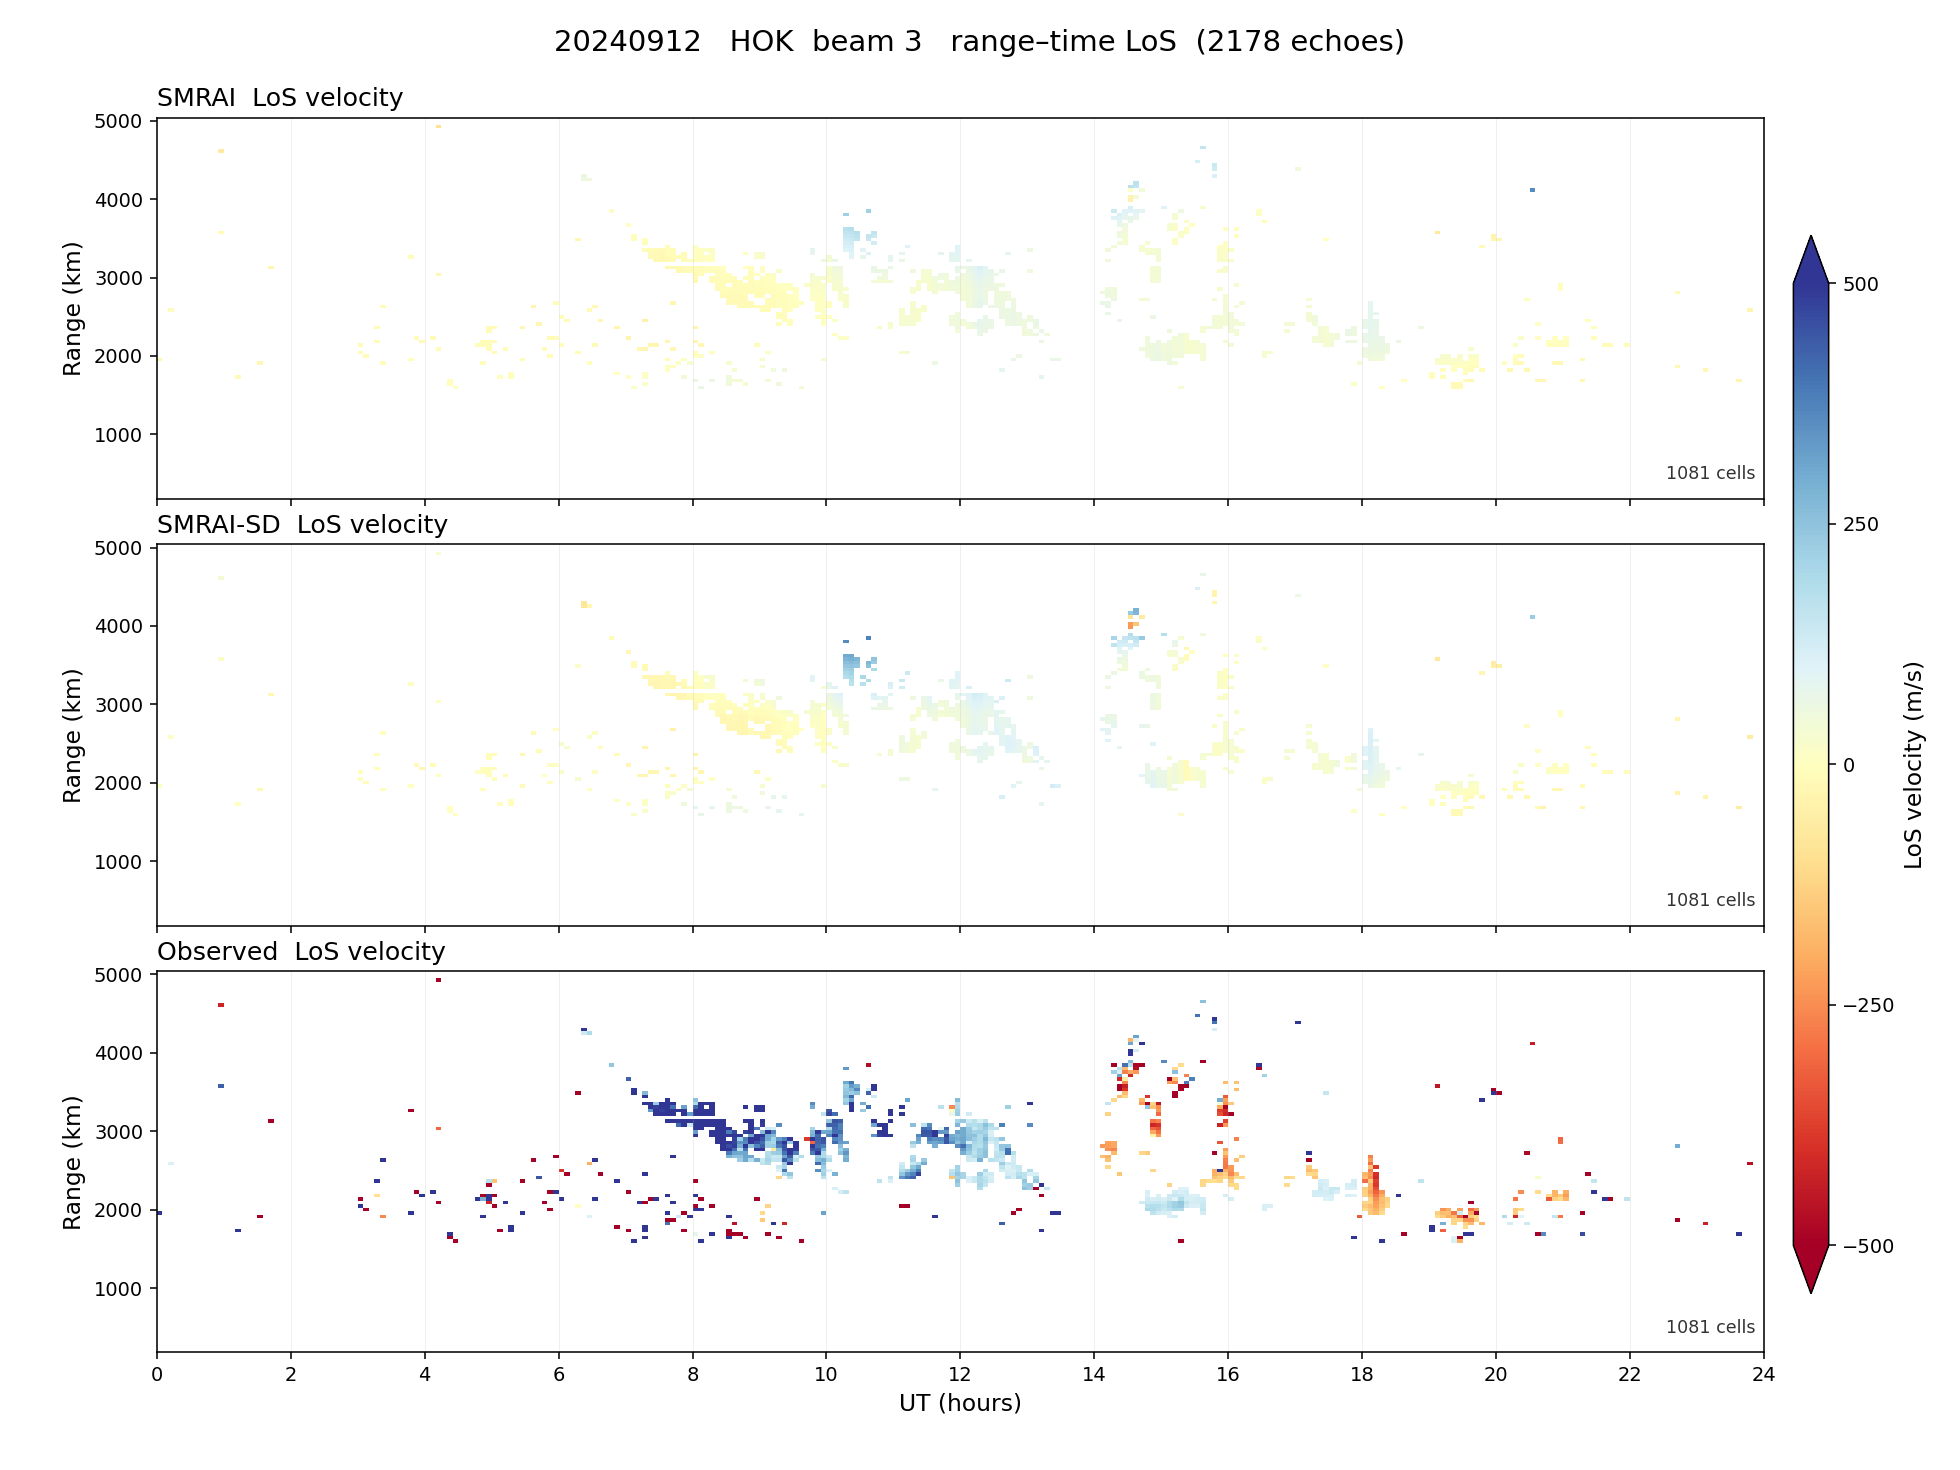 20240912 HOK beam 3 range–time LoS (2178 echoes)
SMRAI LoS velocity
5000
4000
3000
2000
1000
Range (km)
1081 cells
SMRAI-SD LoS velocity
5000
4000
3000
2000
1000
Range (km)
1081 cells
Observed LoS velocity
5000
4000
3000
2000
1000
Range (km)
1081 cells
0 2 4 6 8 10 12 14 16 18 20 22 24
UT (hours)
500
250
0
−250
−500
LoS velocity (m/s)